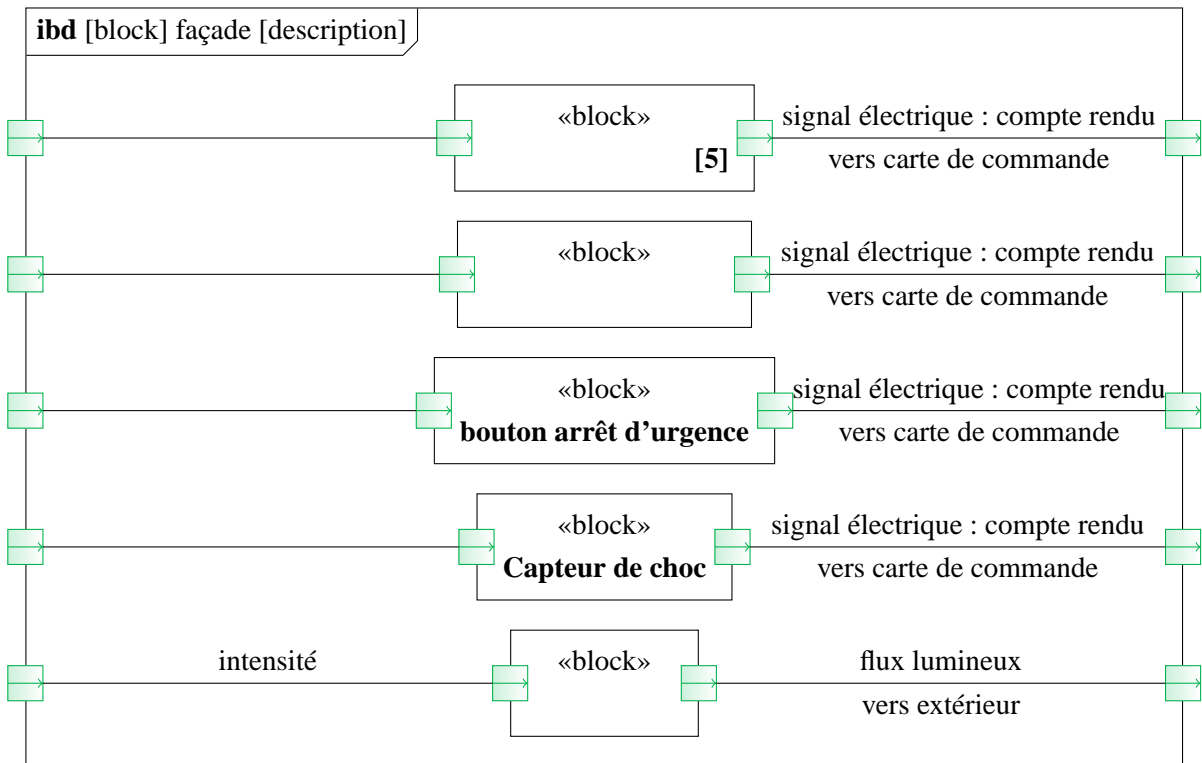 ibd [block] façade [description]
«block»
[5]
signal électrique : compte rendu
vers carte de commande
«block»
signal électrique : compte rendu
vers carte de commande
«block»
bouton arrêt d’urgence
signal électrique : compte rendu
vers carte de commande
«block»
Capteur de choc
signal électrique : compte rendu
vers carte de commande
intensité
«block»
flux lumineux
vers extérieur